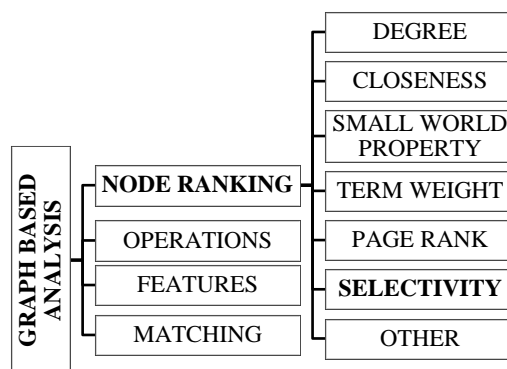 GRAPH BASED
ANALYSIS
NODE RANKING
OPERATIONS
FEATURES
MATCHING
DEGREE
CLOSENESS
SMALL WORLD
PROPERTY
TERM WEIGHT
PAGE RANK
SELECTIVITY
OTHER